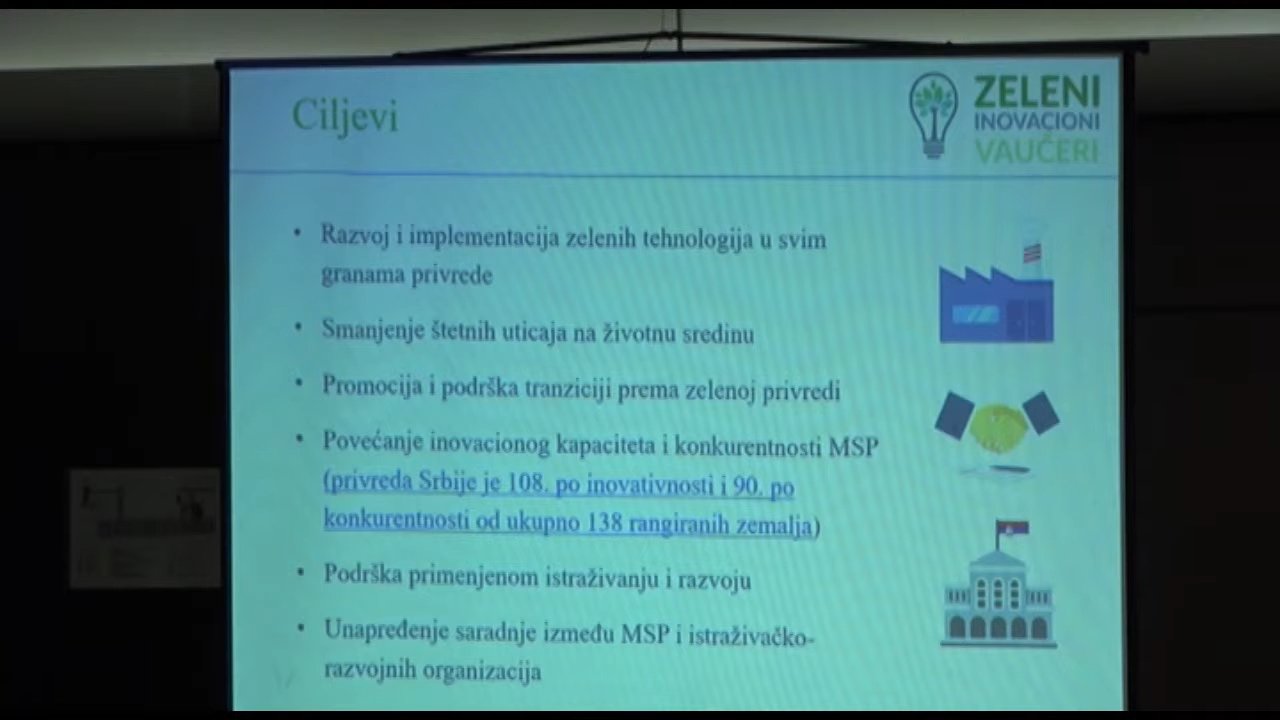 Ciljevi
ZELENI
INOVACIONI
VAUČERI
• Razvoj i implementacija zelenih tehnologija u svim
granama privrede
• Smanjenje štetnih uticaja na životnu sredinu
• Promocija i podrška tranziciji prema zelenoj privredi
• Povećanje inovacionog kapaciteta i konkurentnosti MSP
(privreda Srbije je 108. po inovativnosti i 90. po
konkurentnosti od ukupno 138 rangiranih zemalja)
• Podrška primenjenom istraživanju i razvoju
• Unapređenje saradnje između MSP i istraživačko-
razvojnih organizacija